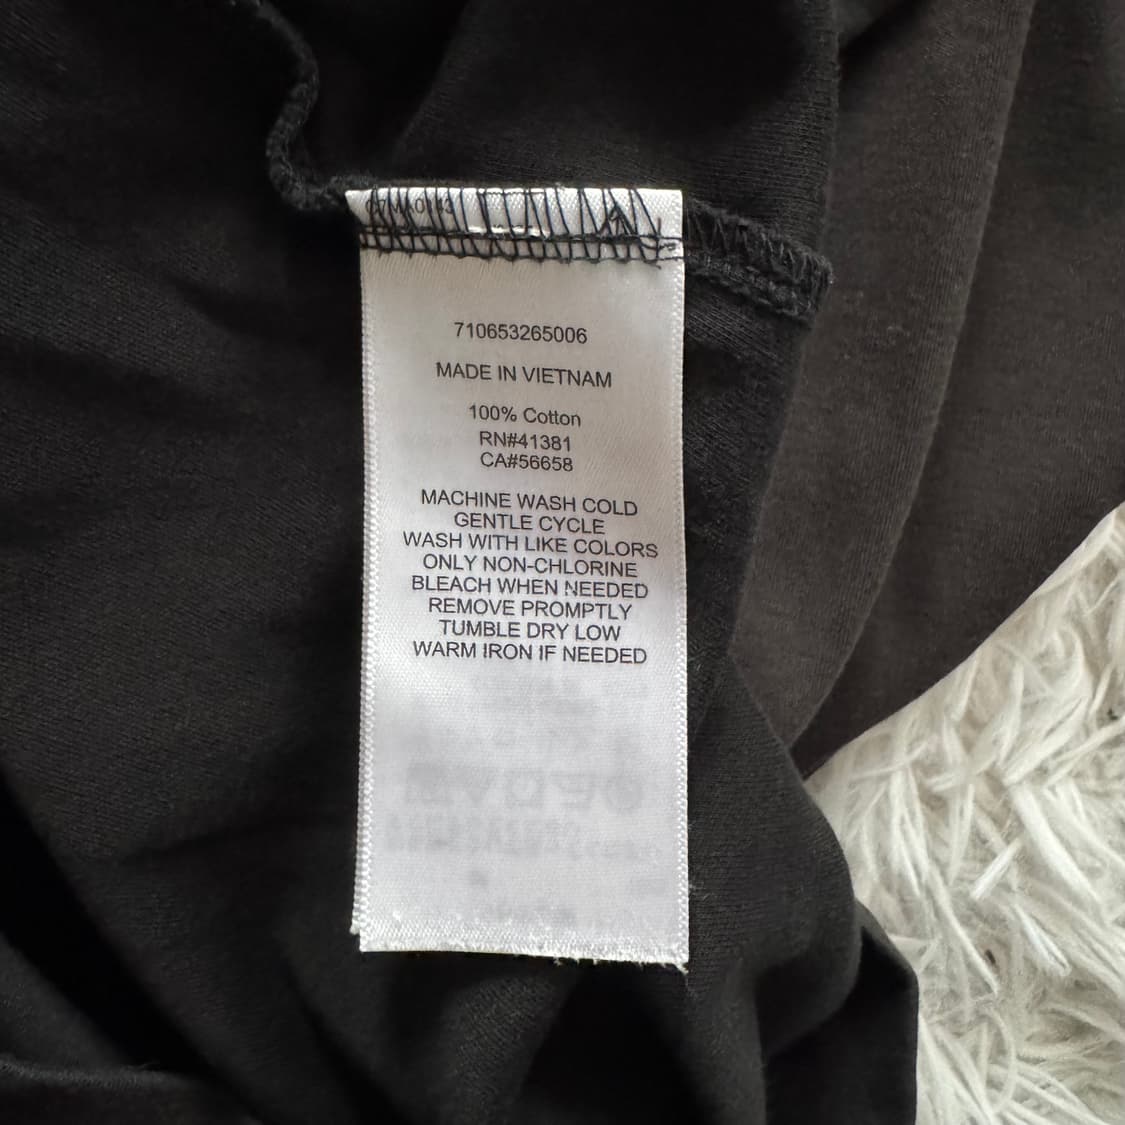 710653265006
MADE IN VIETNAM
100% Cotton
RN#41381
CA#56658
MACHINE WASH COLD
GENTLE CYCLE
WASH WITH LIKE COLORS
ONLY NON-CHLORINE
BLEACH WHEN NEEDED
REMOVE PROMPTLY
TUMBLE DRY LOW
WARM IRON IF NEEDED